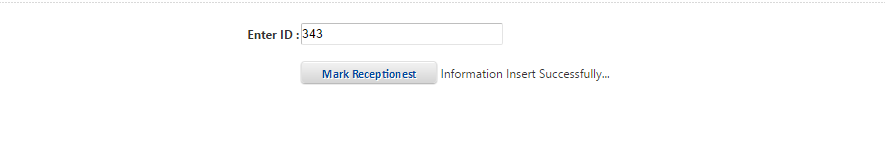 Enter ID : 343
Mark Receptionest Information Insert Successfully...